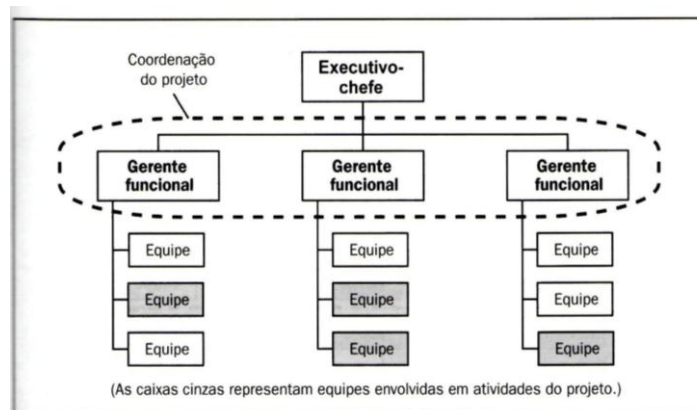 Coordenação
do projeto
Executivo-
chefe
Gerente
funcional
Gerente
funcional
Gerente
funcional
Equipe
Equipe
Equipe
Equipe
Equipe
Equipe
Equipe
Equipe
Equipe
(As caixas cinzas representam equipes envolvidas em atividades do projeto.)